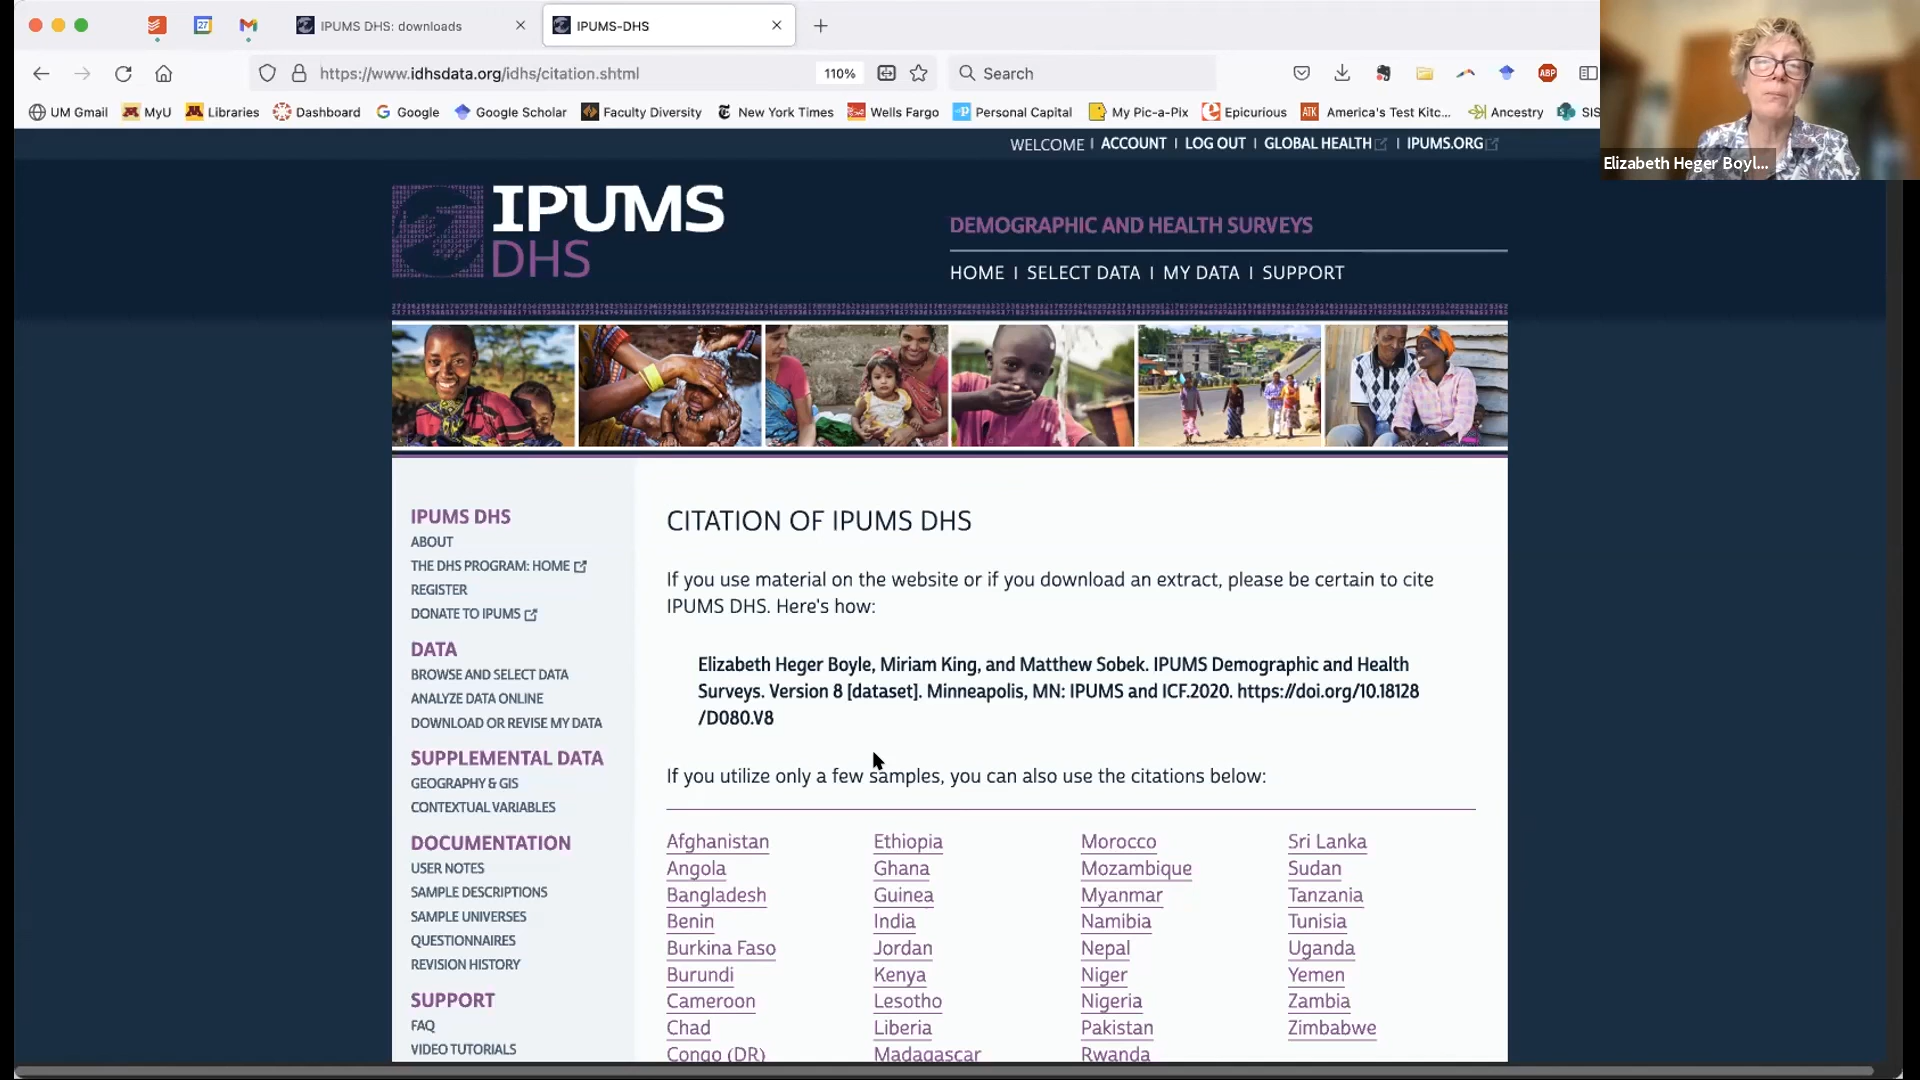 IPUMS DHS: downloads
IPUMS-DHS
27
https://www.idhsdata.org/idhs/citation.shtml
110%
Search
ABP
UM Gmail
MyU
Libraries
Dashboard
Google
Google Scholar
Faculty Diversity
New York Times
Wells Fargo
Personal Capital
My Pic-a-Pix
Epicurious
ATK America's Test Kitc...
Ancestry
SIS
Elizabeth Heger Boyl...
WELCOME | ACCOUNT | LOG OUT | GLOBAL HEALTH | IPUMS.ORG
IPUMS
DHS
DEMOGRAPHIC AND HEALTH SURVEYS
HOME | SELECT DATA | MY DATA | SUPPORT
IPUMS DHS
ABOUT
THE DHS PROGRAM: HOME
REGISTER
DONATE TO IPUMS
DATA
BROWSE AND SELECT DATA
ANALYZE DATA ONLINE
DOWNLOAD OR REVISE MY DATA
SUPPLEMENTAL DATA
GEOGRAPHY & GIS
CONTEXTUAL VARIABLES
DOCUMENTATION
USER NOTES
SAMPLE DESCRIPTIONS
SAMPLE UNIVERSES
QUESTIONNAIRES
REVISION HISTORY
SUPPORT
FAQ
VIDEO TUTORIALS
CITATION OF IPUMS DHS
If you use material on the website or if you download an extract, please be certain to cite
IPUMS DHS. Here's how:
Elizabeth Heger Boyle, Miriam King, and Matthew Sobek. IPUMS Demographic and Health
Surveys. Version 8 [dataset]. Minneapolis, MN: IPUMS and ICF.2020. https://doi.org/10.18128
/D080.V8
If you utilize only a few samples, you can also use the citations below:
Afghanistan
Angola
Bangladesh
Benin
Burkina Faso
Burundi
Cameroon
Chad
Congo (DR)
Ethiopia
Ghana
Guinea
India
Jordan
Kenya
Lesotho
Liberia
Madagascar
Morocco
Mozambique
Myanmar
Namibia
Nepal
Niger
Nigeria
Pakistan
Rwanda
Sri Lanka
Sudan
Tanzania
Tunisia
Uganda
Yemen
Zambia
Zimbabwe